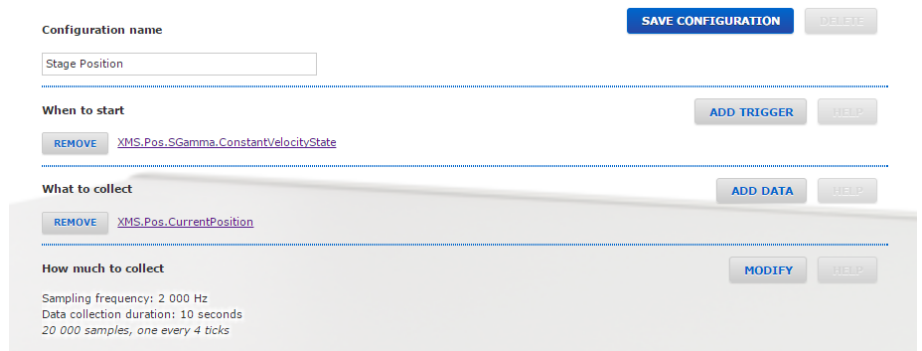 Configuration name
SAVE CONFIGURATION
DELETE
Stage Position
When to start
ADD TRIGGER
HELP
REMOVE XMS.Pos.SGamma.ConstantVelocityState
What to collect
ADD DATA
HELP
REMOVE XMS.Pos.CurrentPosition
How much to collect
MODIFY
HELP
Sampling frequency: 2 000 Hz
Data collection duration: 10 seconds
20 000 samples, one every 4 ticks